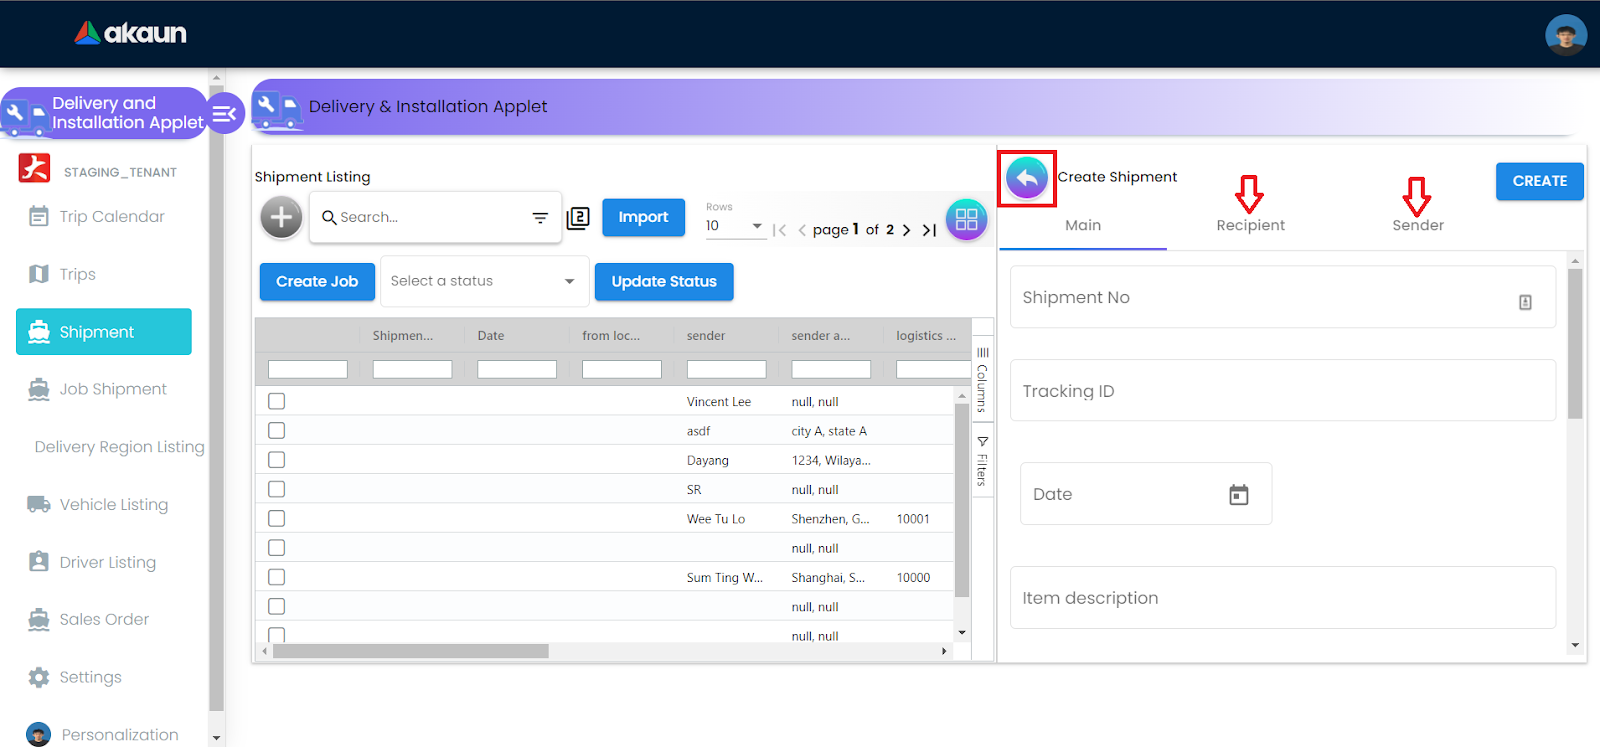 akaun
Delivery and
Installation Applet
Delivery & Installation Applet
STAGING_TENANT
Trip Calendar
Trips
Shipment
Job Shipment
Delivery Region Listing
Vehicle Listing
Driver Listing
Sales Order
Settings
Personalization
Shipment Listing
Search...
2
Import
Rows
10
page 1 of 2
Create Job
Select a status
Update Status
Shipmen... Date from loc... sender sender a... logistics ...
Vincent Lee null, null
asdf city A, state A
Dayang 1234, Wilaya...
SR null, null
Wee Tu Lo Shenzhen, G... 10001
null, null
Sum Ting W... Shanghai, S... 10000
null, null
null, null
Columns
Filters
Create Shipment
CREATE
Main Recipient Sender
Shipment No
Tracking ID
Date
Item description